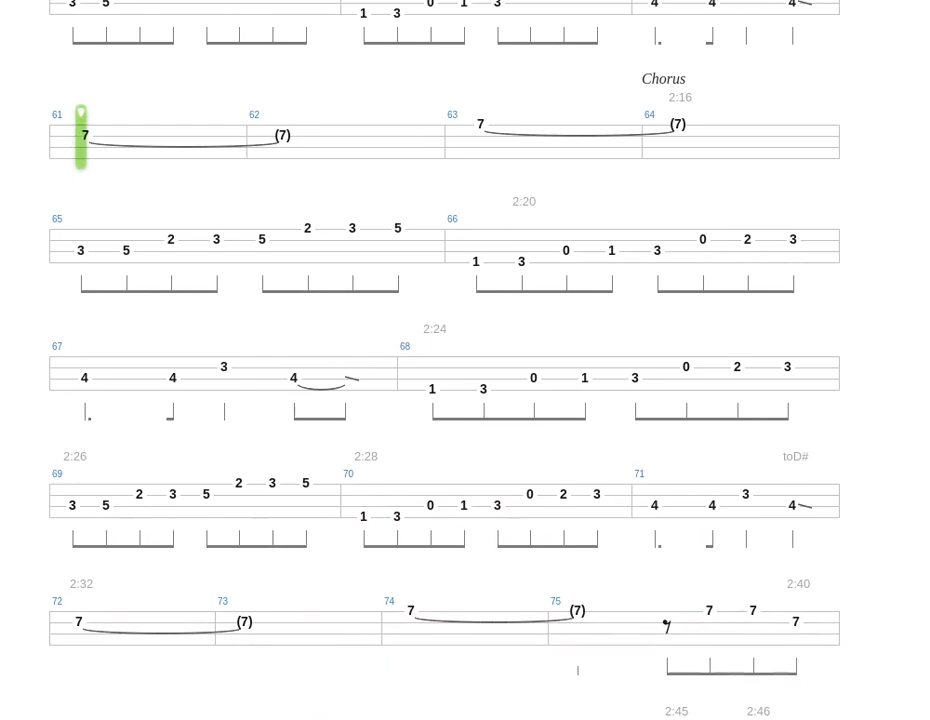 3 5 0 1 3 4 4 4
1 3
Chorus
2:16
61 62 63 64
7 (7)
7 (7)
2:20
65 66
3 5 2 3 5 2 3 5 1 3 0 1 3 0 2 3
2:24
67 68
4 4 3 4 1 3 0 1 3 0 2 3
2:26 2:28 toD#
69 70 71
3 5 2 3 5 2 3 5 1 3 0 1 3 0 2 3 4 4 3 4
2:32 2:40
72 73 74 75
7 (7) 7 (7) 7 7 7
2:45 2:46